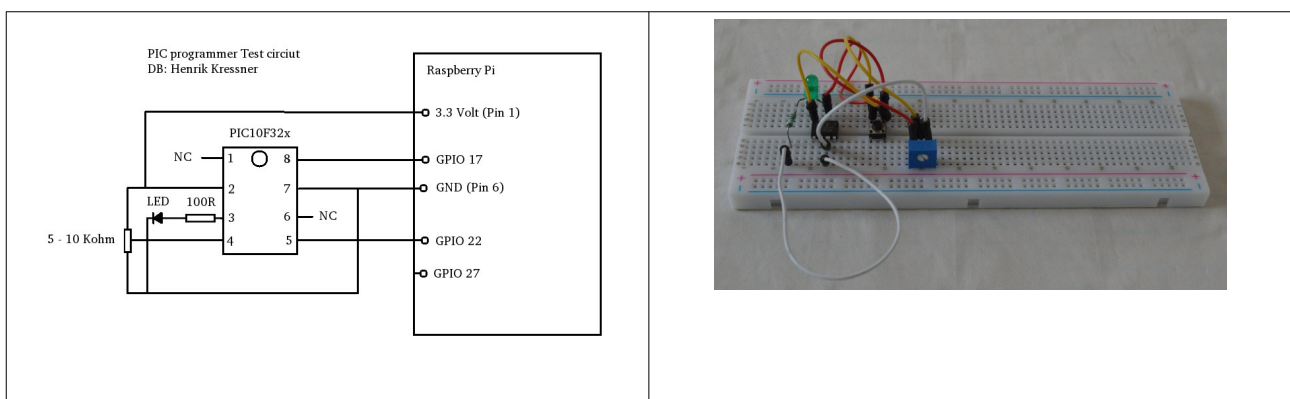 PIC programmer Test circiut
DB: Henrik Kressner
Raspberry Pi
3.3 Volt (Pin 1)
PIC10F32x
NC
1
8
GPIO 17
2
7
GND (Pin 6)
LED
100R
3
6
NC
5 - 10 Kohm
4
5
GPIO 22
GPIO 27